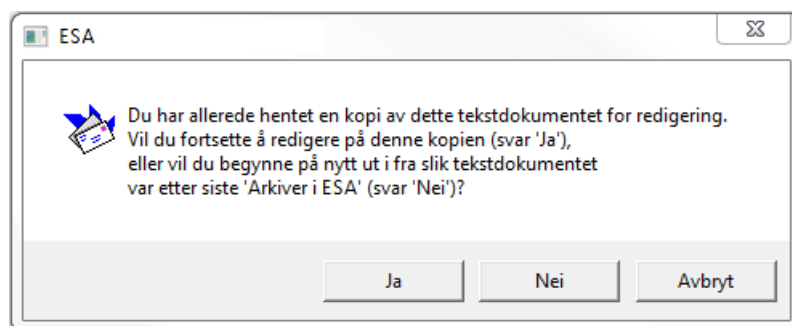 ESA
Du har allerede hentet en kopi av dette tekstdokumentet for redigering.
Vil du fortsette å redigere på denne kopien (svar 'Ja'),
eller vil du begynne på nytt ut i fra slik tekstdokumentet
var etter siste 'Arkiver i ESA' (svar 'Nei')?
Ja
Nei
Avbryt